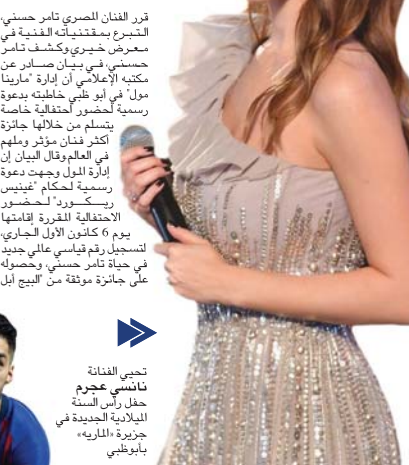 قرر الفنان المصري تامر حسني،
التبرع بمقتنياته الفنية في
معرض خيري وكشف تامر
حسني، في بيان صادر عن
مكتبه الإعلامي أن إدارة "مارينا
مول" في أبو ظبي خاطبته بدعوة
رسمية لحضور احتفالية خاصة
يتسلم من خلالها جائزة
أكثر فنان مؤثر وملهم
في العالم وقال البيان إن
إدارة المول وجهت دعوة
رسمية لحكام "غينيس
ريـكـورد" لحضور
الاحتفالية المقررة إقامتها
يوم 6 كانون الأول الجاري،
لتسجيل رقم قياسي عالمي جديد
في حياة تامر حسني، وحصوله
على جائزة موثقة من "البيج أبل
تحيي الفنانة
نانسي عجرم
حفل رأس السنة
الميلادية الجديدة في
جزيرة «الماريه»
بأبوظبي